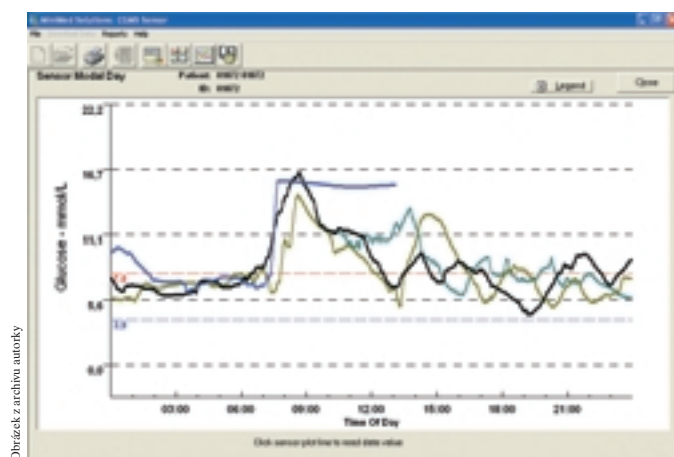 MiniMed Solutions CGMS Sensor
File Download Data Reports Help
Sensor Modal Day
Patient:
ID:
Legend
Close
22,2
16,7
11,1
5,6
0,0
Glucose - mmol/L
03:00 06:00 09:00 12:00 15:00 18:00 21:00
Time Of Day
Click sensor plot line to read data value
Obrázek z archivu autorky